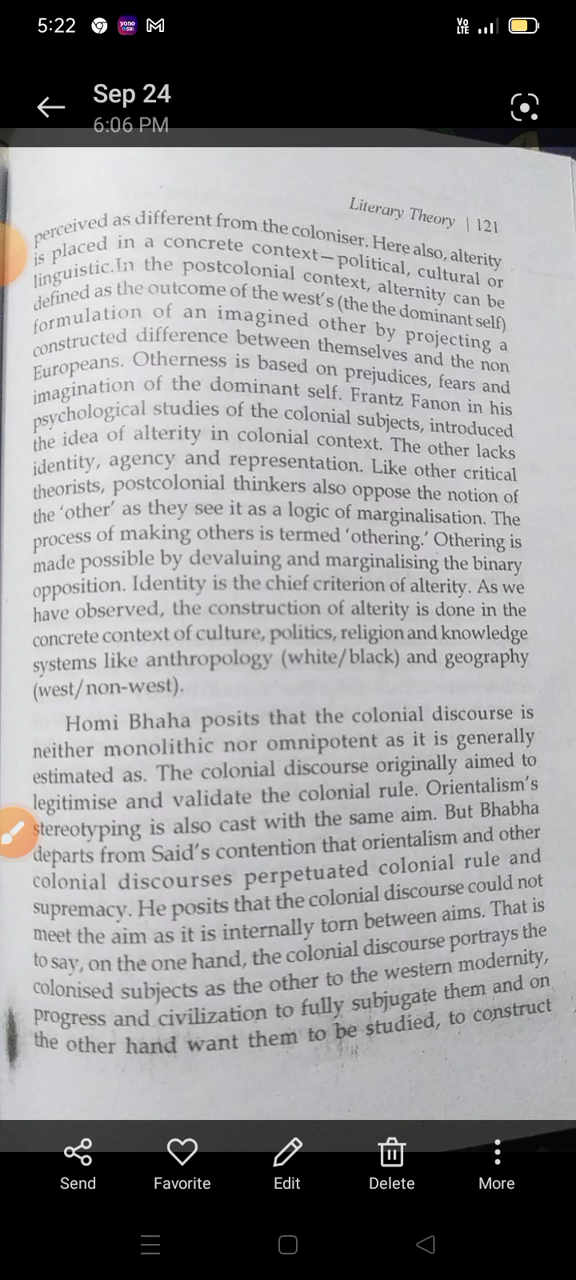 5:22
yono
SBI
Vo
LTE
Sep 24
6:06 PM
Literary Theory | 121
perceived as different from the coloniser. Here also, alterity
is placed in a concrete context—political, cultural or
linguistic.In the postcolonial context, alternity can be
defined as the outcome of the west's (the the dominant self)
formulation of an imagined other by projecting a
constructed difference between themselves and the non
Europeans. Otherness is based on prejudices, fears and
imagination of the dominant self. Frantz Fanon in his
psychological studies of the colonial subjects, introduced
the idea of alterity in colonial context. The other lacks
identity, agency and representation. Like other critical
theorists, postcolonial thinkers also oppose the notion of
the 'other' as they see it as a logic of marginalisation. The
process of making others is termed 'othering.' Othering is
made possible by devaluing and marginalising the binary
opposition. Identity is the chief criterion of alterity. As we
have observed, the construction of alterity is done in the
concrete context of culture, politics, religion and knowledge
systems like anthropology (white/black) and geography
(west/non-west).
Homi Bhaha posits that the colonial discourse is
neither monolithic nor omnipotent as it is generally
estimated as. The colonial discourse originally aimed to
legitimise and validate the colonial rule. Orientalism's
stereotyping is also cast with the same aim. But Bhabha
departs from Said's contention that orientalism and other
colonial discourses perpetuated colonial rule and
supremacy. He posits that the colonial discourse could not
meet the aim as it is internally torn between aims. That is
to say, on the one hand, the colonial discourse portrays the
colonised subjects as the other to the western modernity,
progress and civilization to fully subjugate them and on
the other hand want them to be studied, to construct
Send
Favorite
Edit
Delete
More